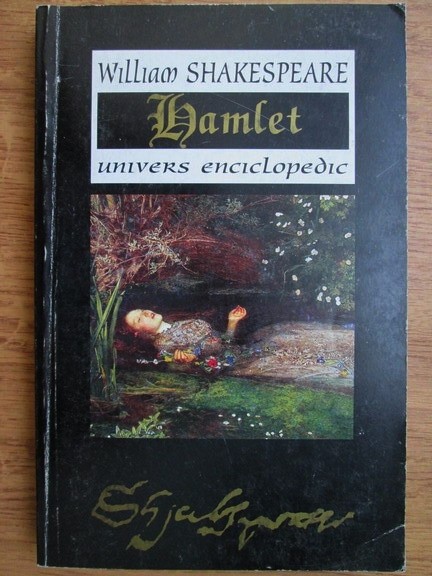 William SHAKESPEARE
Hamlet
univers enciclopedic